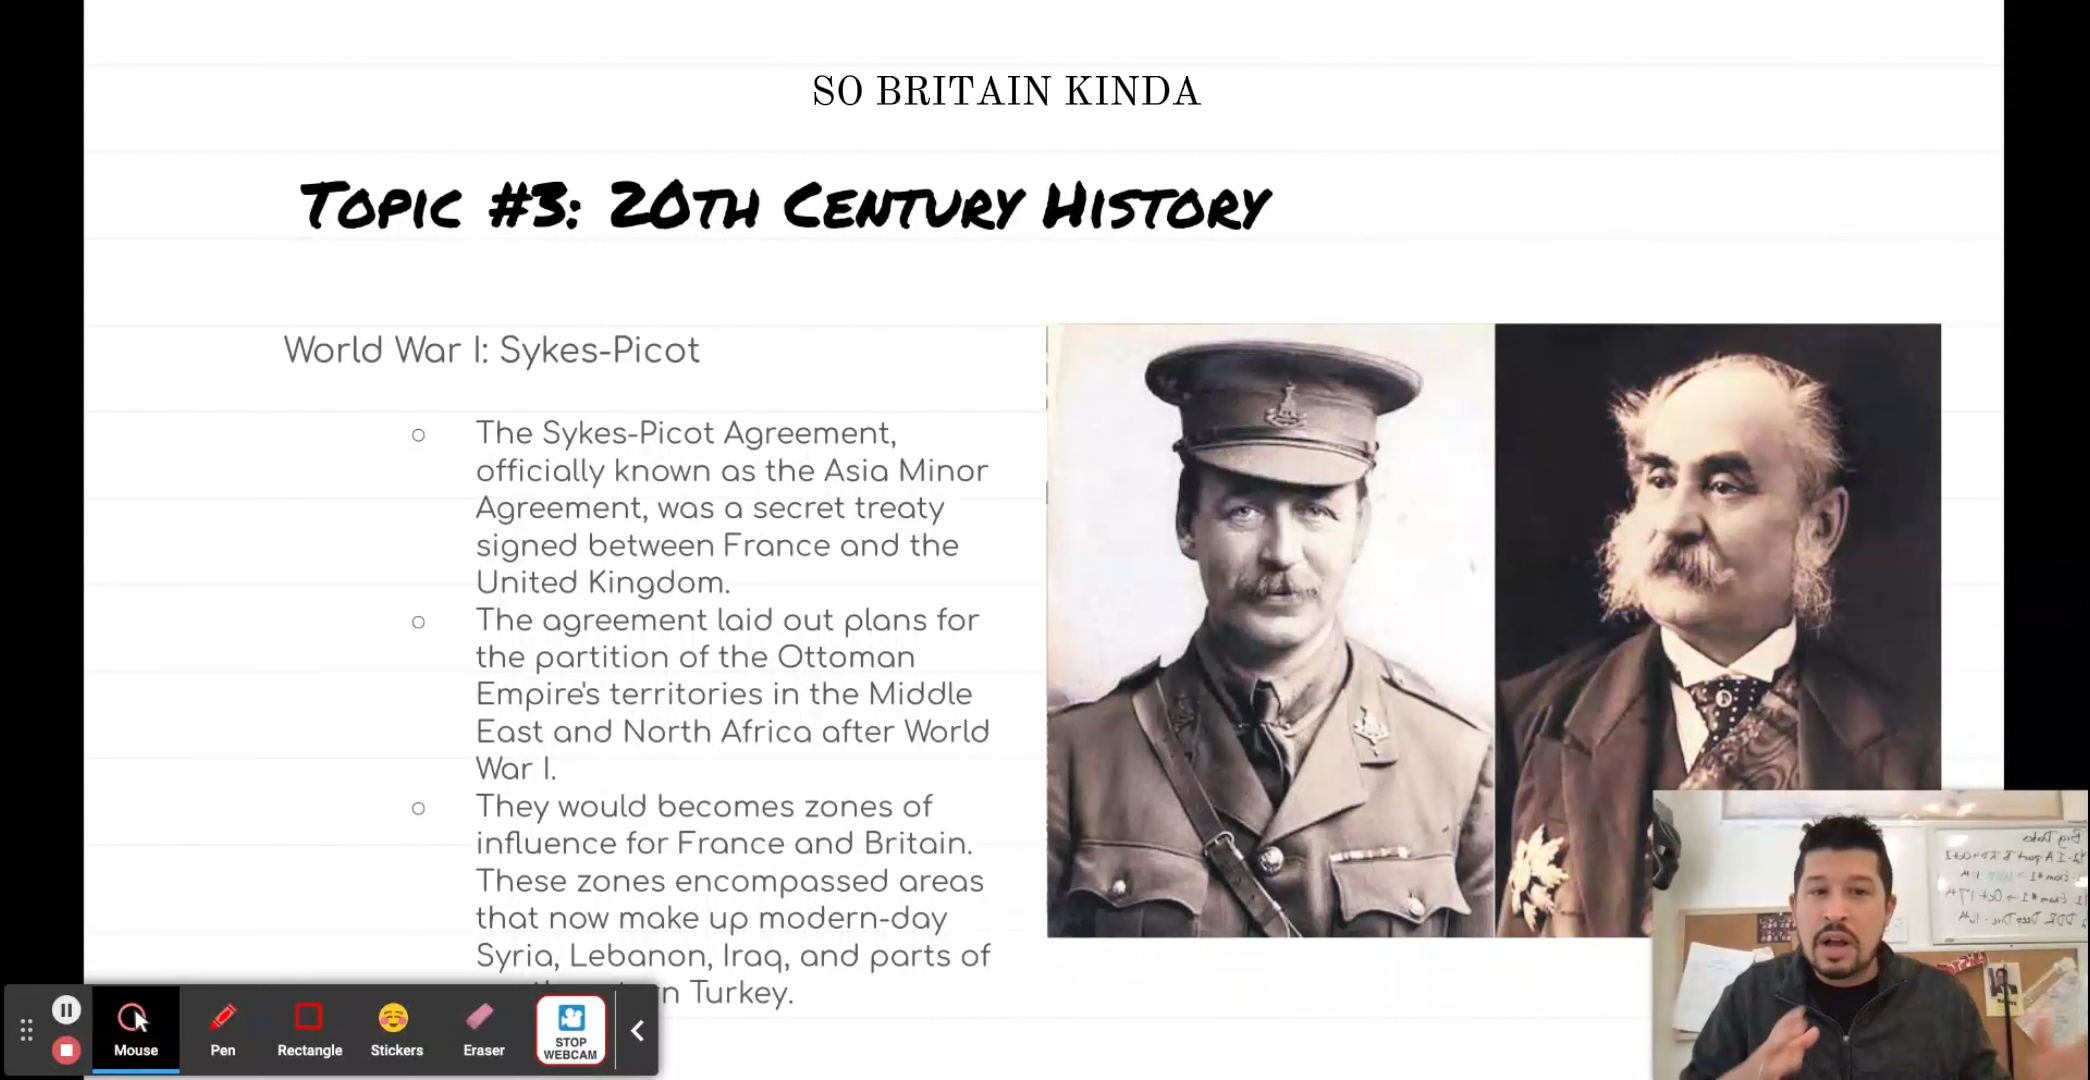 SO BRITAIN KINDA
TOPIC #3: 20TH CENTURY HISTORY
World War I: Sykes-Picot
The Sykes-Picot Agreement,
officially known as the Asia Minor
Agreement, was a secret treaty
signed between France and the
United Kingdom.
The agreement laid out plans for
the partition of the Ottoman
Empire's territories in the Middle
East and North Africa after World
War I.
They would becomes zones of
influence for France and Britain.
These zones encompassed areas
that now make up modern-day
Syria, Lebanon, Iraq, and parts of
Turkey.
Mouse
Pen
Rectangle
Stickers
Eraser
STOP
WEBCAM